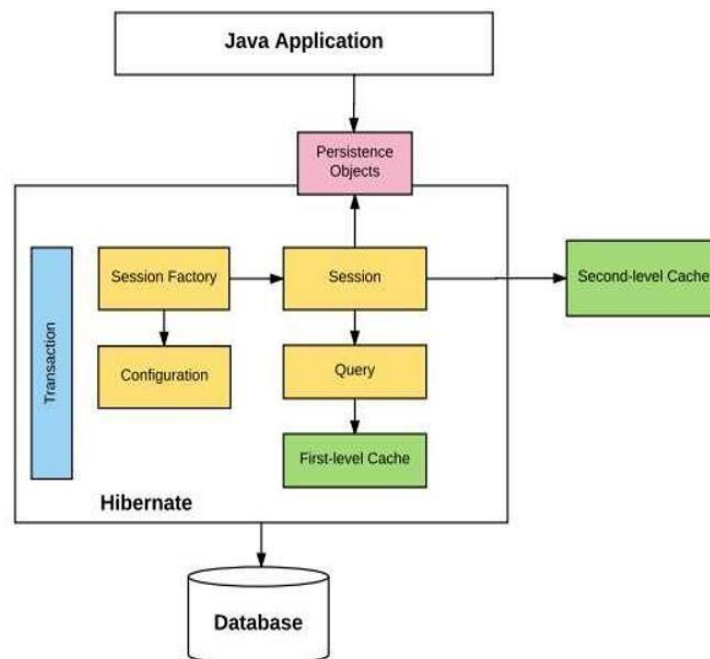 Java Application
Persistence
Objects
Session Factory
Session
Second-level Cache
Transaction
Configuration
Query
First-level Cache
Hibernate
Database